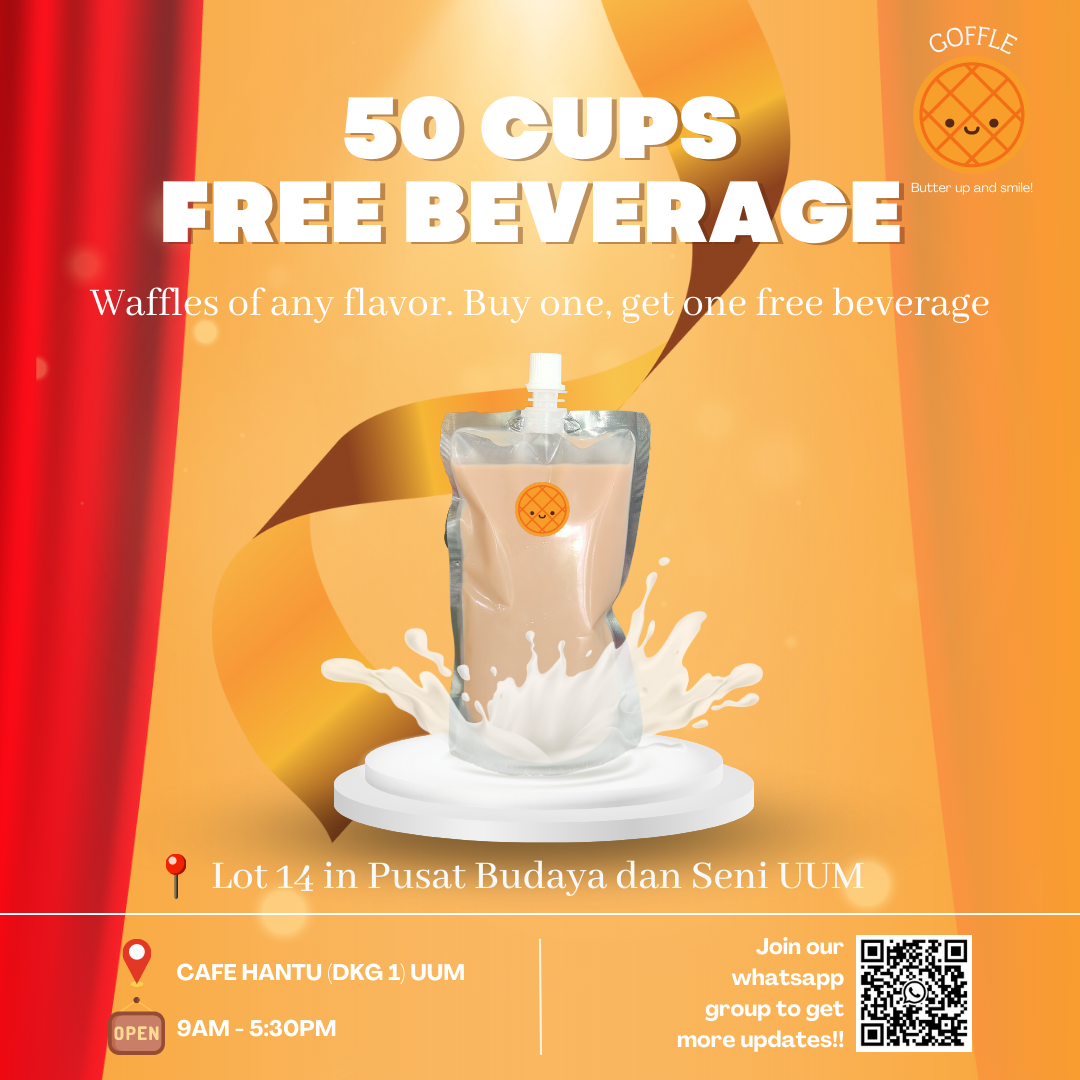 GOFFLE
Butter up and smile!
50 CUPS
FREE BEVERAGE
Waffles of any flavor. Buy one, get one free beverage
Lot 14 in Pusat Budaya dan Seni UUM
CAFE HANTU (DKG 1) UUM
OPEN
9AM - 5:30PM
Join our
whatsapp
group to get
more updates!!